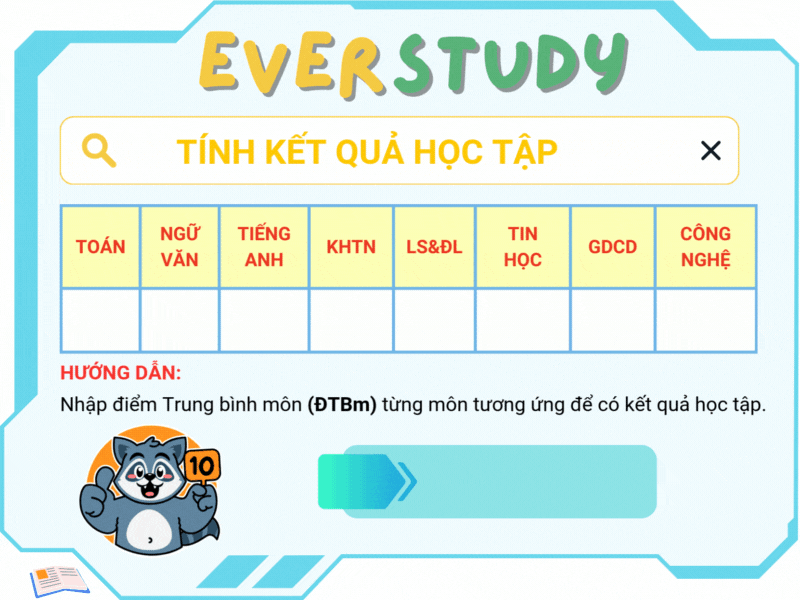 EVERSTUDY
TÍNH KẾT QUẢ HỌC TẬP
TOÁN
NGỮ
VĂN
TIẾNG
ANH
KHTN
LS&ĐL
TIN
HỌC
GDCD
CÔNG
NGHỆ
HƯỚNG DẪN:
Nhập điểm Trung bình môn (ĐTBm) từng môn tương ứng để có kết quả học tập.
10